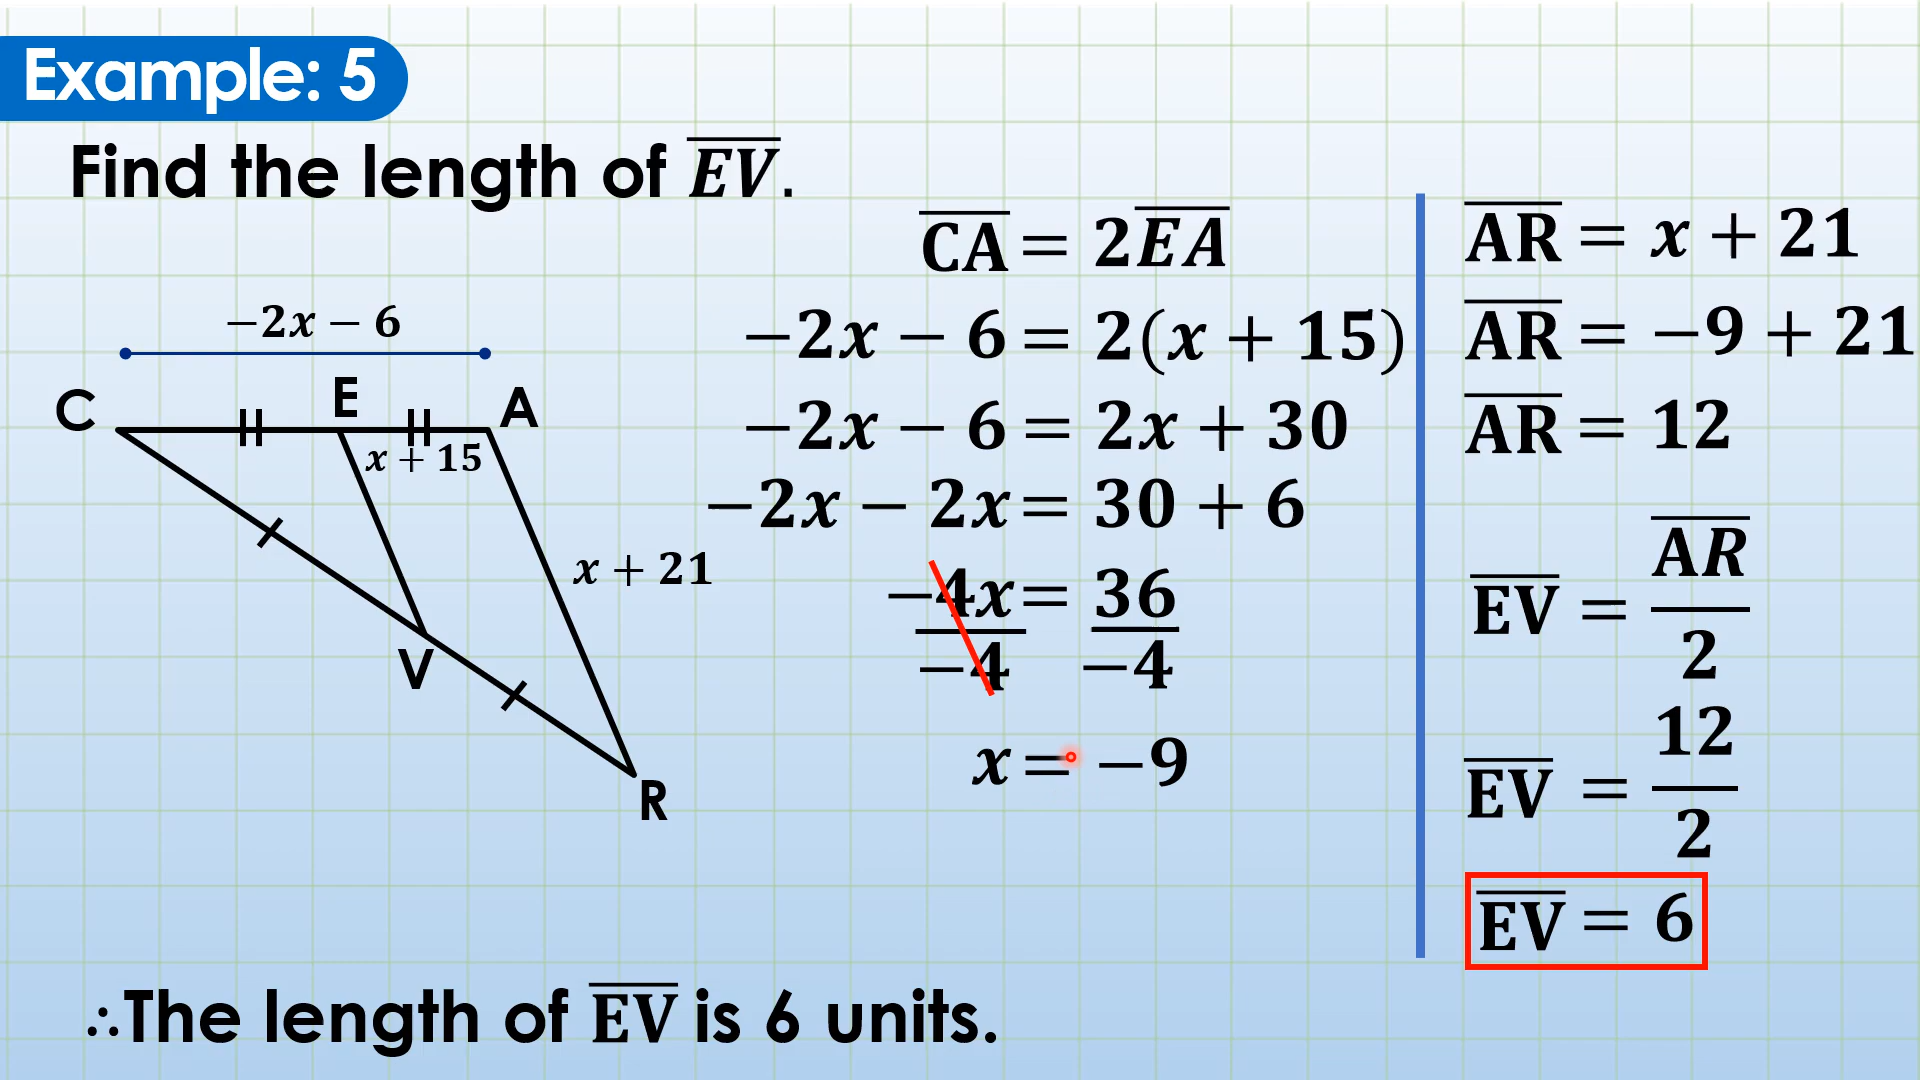 Example: 5
Find the length of EV.
−2x − 6
C
E
A
x + 15
x + 21
V
R
CA = 2EA
−2x − 6 = 2(x + 15)
−2x − 6 = 2x + 30
−2x − 2x = 30 + 6
−4x = 36
−4 −4
x = −9
AR = x + 21
AR = −9 + 21
AR = 12
EV = AR/2
EV = 12/2
EV = 6
∴The length of EV is 6 units.